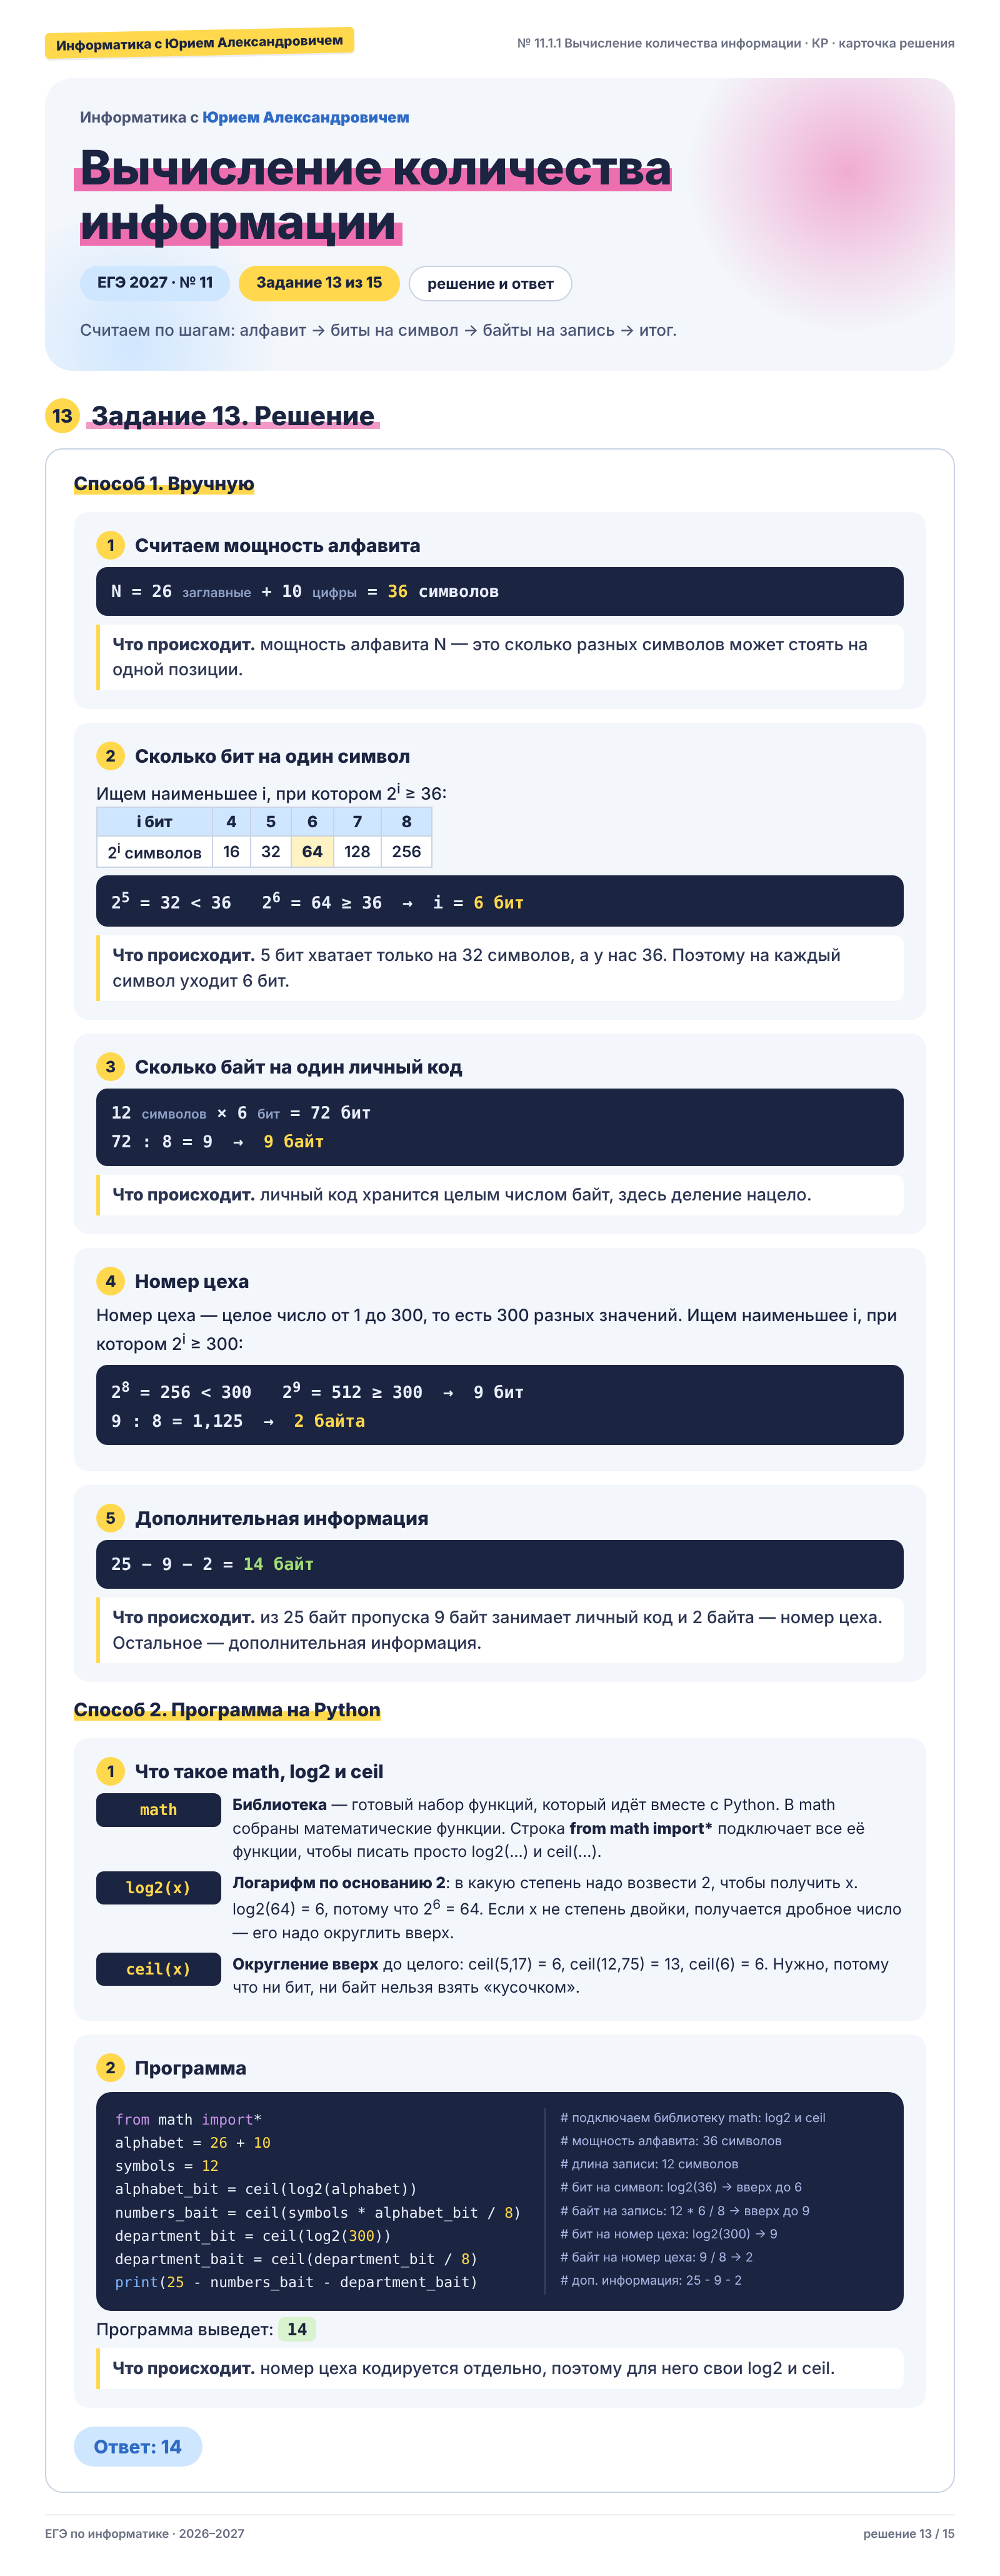 Информатика с Юрием Александровичем
№ 11.1.1 Вычисление количества информации · КР · карточка решения
Информатика с Юрием Александровичем
Вычисление количества
информации
ЕГЭ 2027 · № 11
Задание 13 из 15
решение и ответ
Считаем по шагам: алфавит → биты на символ → байты на запись → итог.
13 Задание 13. Решение
Способ 1. Вручную
1 Считаем мощность алфавита
N = 26 заглавные + 10 цифры = 36 символов
Что происходит. мощность алфавита N — это сколько разных символов может стоять на
одной позиции.
2 Сколько бит на один символ
Ищем наименьшее i, при котором 2^i ≥ 36:
i бит 4 5 6 7 8
2^i символов 16 32 64 128 256
2^5 = 32 < 36 2^6 = 64 ≥ 36 → i = 6 бит
Что происходит. 5 бит хватает только на 32 символов, а у нас 36. Поэтому на каждый
символ уходит 6 бит.
3 Сколько байт на один личный код
12 символов × 6 бит = 72 бит
72 : 8 = 9 → 9 байт
Что происходит. личный код хранится целым числом байт, здесь деление нацело.
4 Номер цеха
Номер цеха — целое число от 1 до 300, то есть 300 разных значений. Ищем наименьшее i, при
котором 2^i ≥ 300:
2^8 = 256 < 300 2^9 = 512 ≥ 300 → 9 бит
9 : 8 = 1,125 → 2 байта
5 Дополнительная информация
25 − 9 − 2 = 14 байт
Что происходит. из 25 байт пропуска 9 байт занимает личный код и 2 байта — номер цеха.
Остальное — дополнительная информация.
Способ 2. Программа на Python
1 Что такое math, log2 и ceil
math
Библиотека — готовый набор функций, который идёт вместе с Python. В math
собраны математические функции. Строка from math import* подключает все её
функции, чтобы писать просто log2(...) и ceil(...).
log2(x)
Логарифм по основанию 2: в какую степень надо возвести 2, чтобы получить x.
log2(64) = 6, потому что 2^6 = 64. Если x не степень двойки, получается дробное число
— его надо округлить вверх.
ceil(x)
Округление вверх до целого: ceil(5,17) = 6, ceil(12,75) = 13, ceil(6) = 6. Нужно, потому
что ни бит, ни байт нельзя взять «кусочком».
2 Программа
from math import* # подключаем библиотеку math: log2 и ceil
alphabet = 26 + 10 # мощность алфавита: 36 символов
symbols = 12 # длина записи: 12 символов
alphabet_bit = ceil(log2(alphabet)) # бит на символ: log2(36) → вверх до 6
numbers_bait = ceil(symbols * alphabet_bit / 8) # байт на запись: 12 * 6 / 8 → вверх до 9
department_bit = ceil(log2(300)) # бит на номер цеха: log2(300) → 9
department_bait = ceil(department_bit / 8) # байт на номер цеха: 9 / 8 → 2
print(25 - numbers_bait - department_bait) # доп. информация: 25 - 9 - 2
Программа выведет: 14
Что происходит. номер цеха кодируется отдельно, поэтому для него свои log2 и ceil.
Ответ: 14
ЕГЭ по информатике · 2026–2027
решение 13 / 15